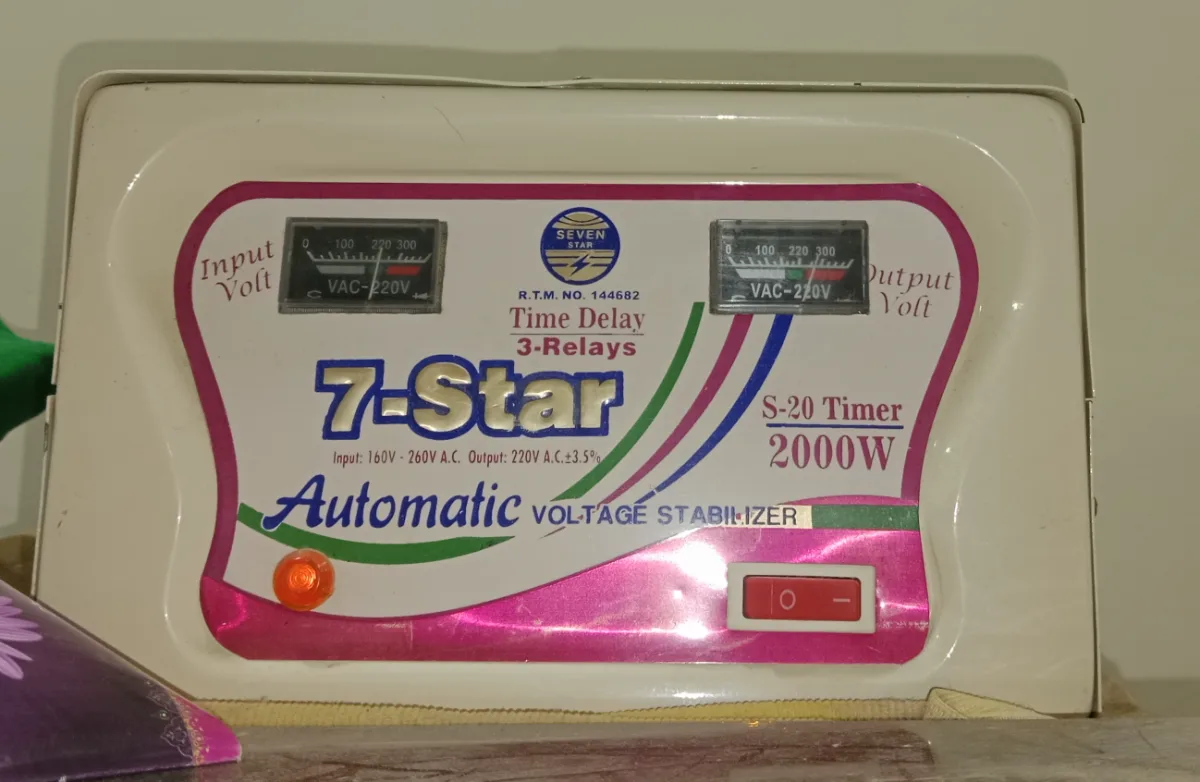 Input
Volt
0 100 220 300
VAC-220V
SEVEN
STAR
R.T.M. NO. 144682
Time Delay
3-Relays
0 100 220 300
VAC-220V
Output
Volt
7-Star
Input: 160V - 260V A.C. Output: 220V A.C.±3.5%
S-20 Timer
2000W
Automatic VOLTAGE STABILIZER
O I